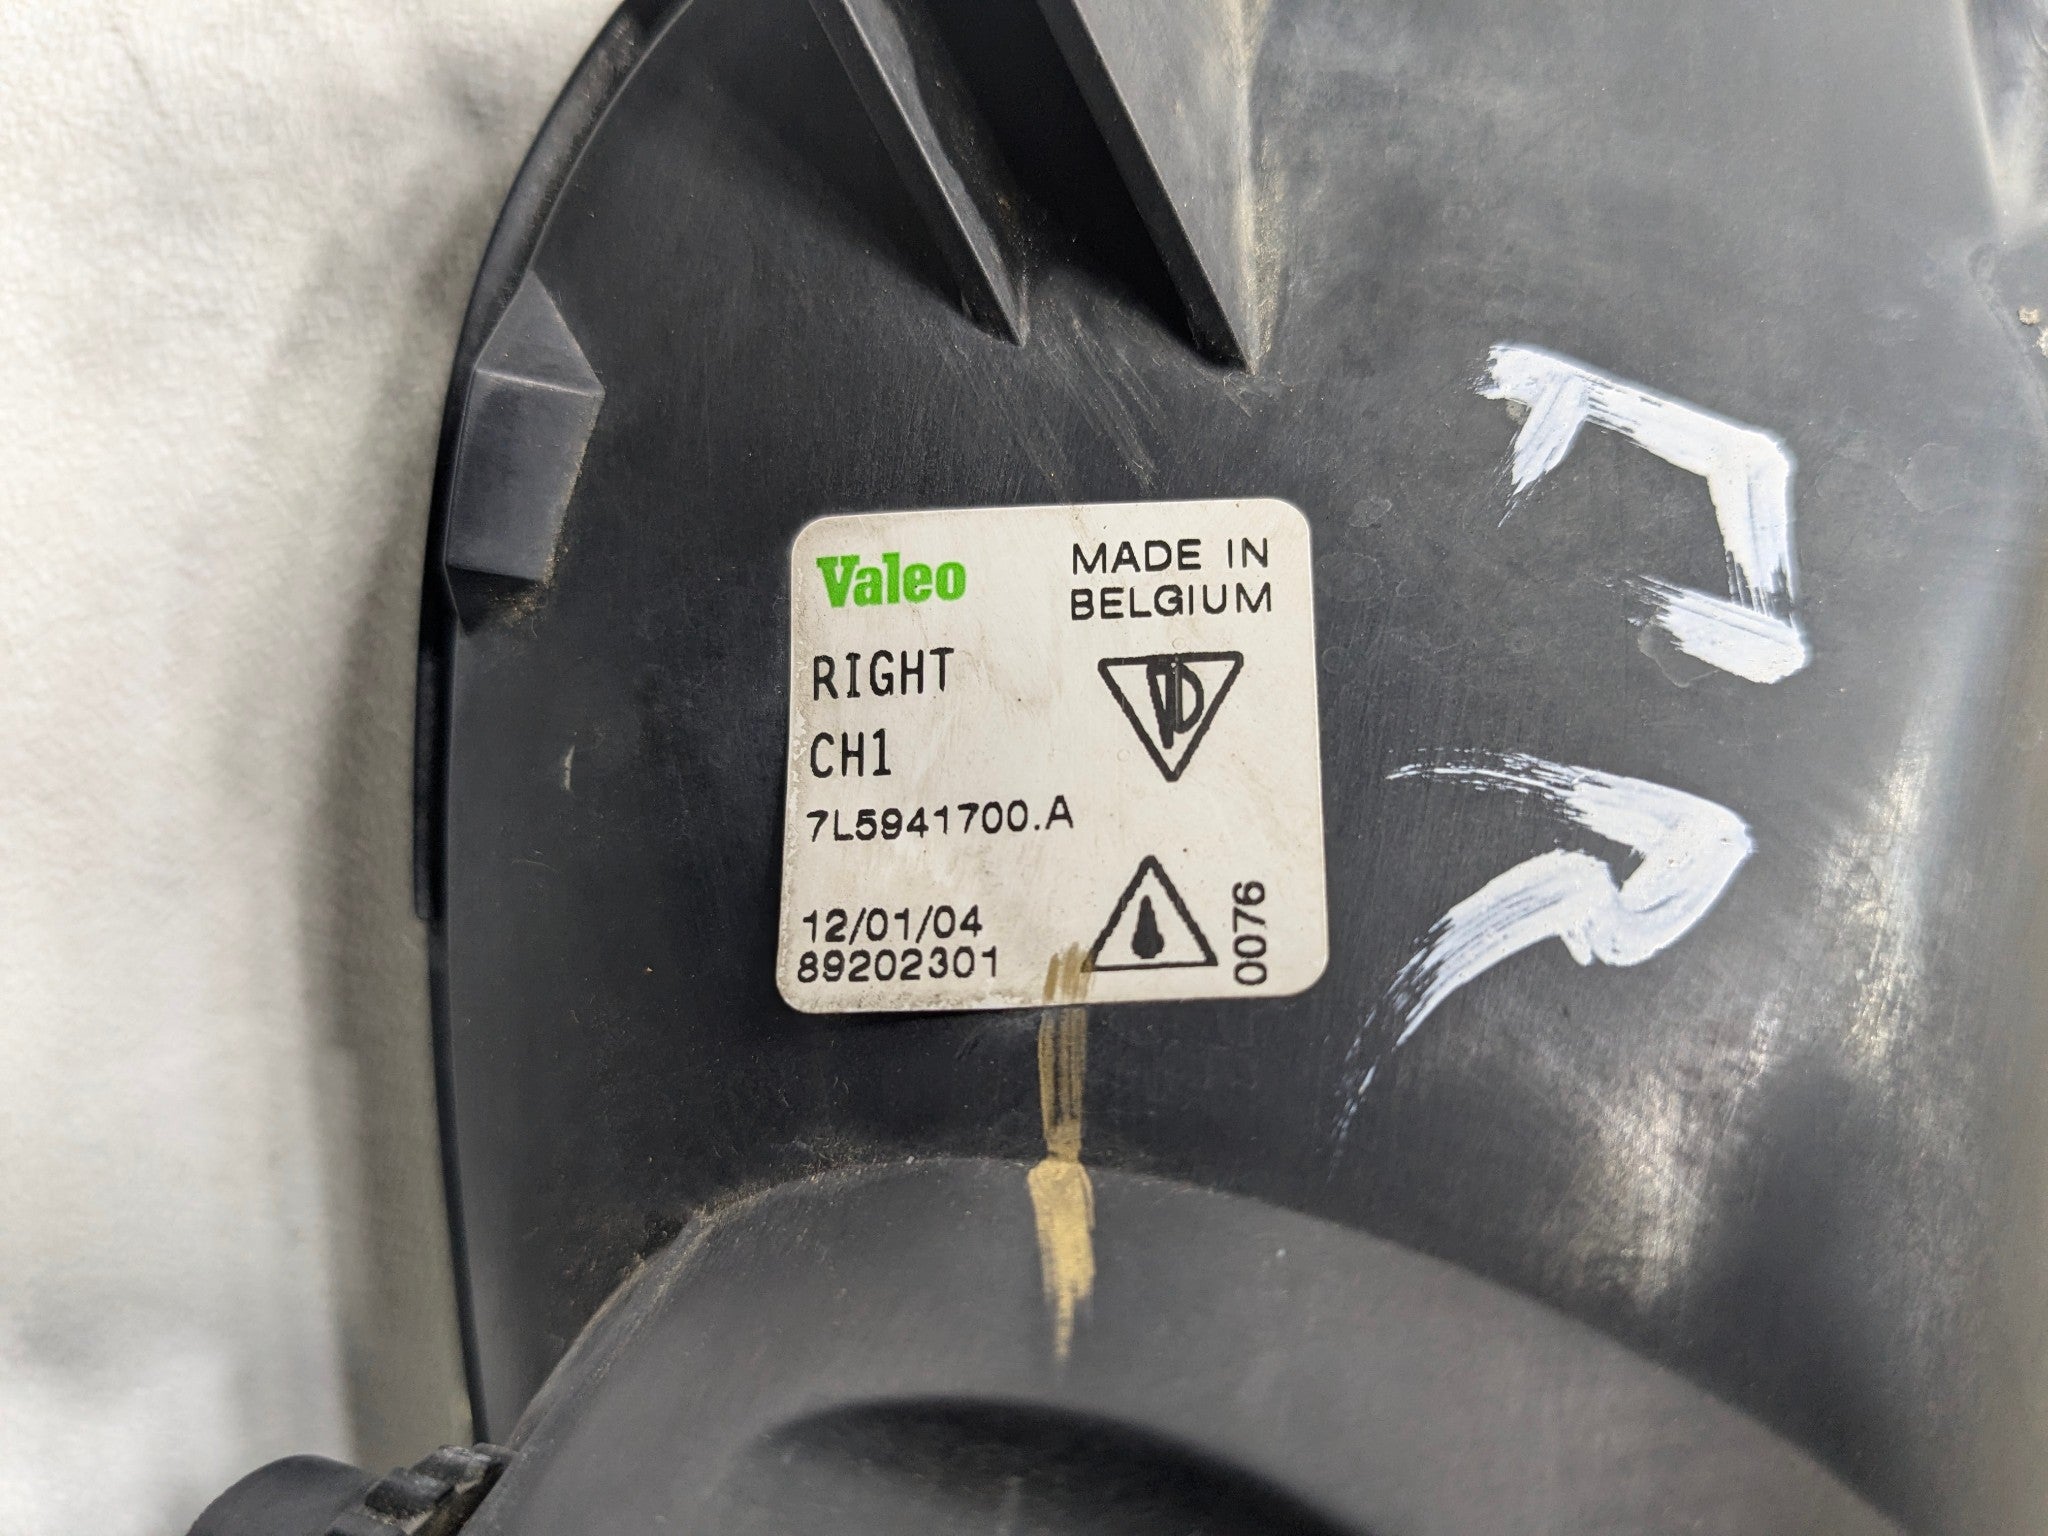 Valeo
MADE IN
BELGIUM
RIGHT
CH1
7L5941700.A
12/01/04
89202301
0076